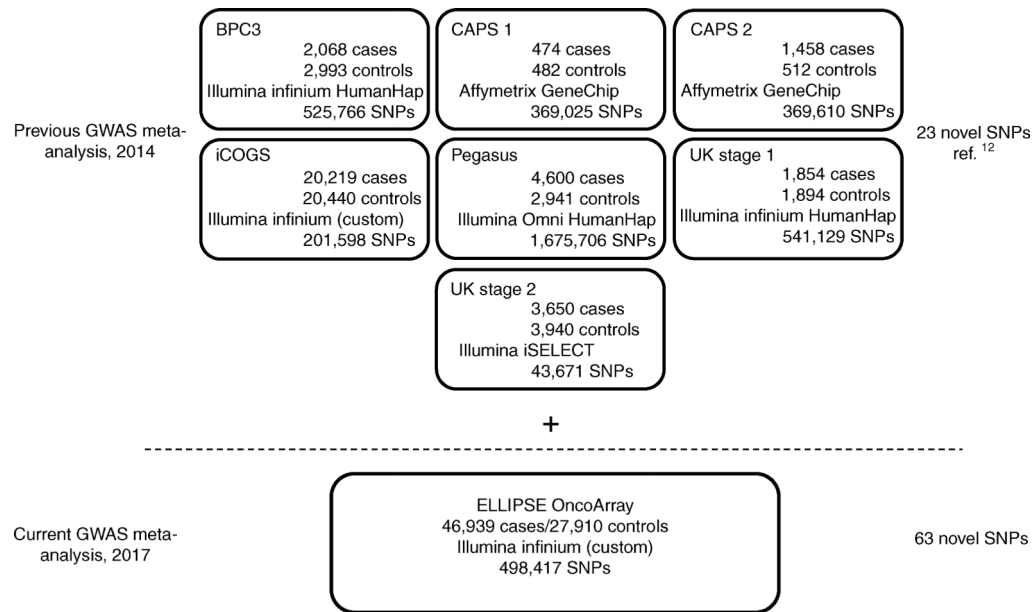 BPC3
2,068 cases
2,993 controls
Illumina infinium HumanHap
525,766 SNPs
CAPS 1
474 cases
482 controls
Affymetrix GeneChip
369,025 SNPs
CAPS 2
1,458 cases
512 controls
Affymetrix GeneChip
369,610 SNPs
Previous GWAS meta-
analysis, 2014
23 novel SNPs
ref. 12
iCOGS
20,219 cases
20,440 controls
Illumina infinium (custom)
201,598 SNPs
Pegasus
4,600 cases
2,941 controls
Illumina Omni HumanHap
1,675,706 SNPs
UK stage 1
1,854 cases
1,894 controls
Illumina infinium HumanHap
541,129 SNPs
UK stage 2
3,650 cases
3,940 controls
Illumina iSELECT
43,671 SNPs
+
Current GWAS meta-
analysis, 2017
ELLIPSE OncoArray
46,939 cases/27,910 controls
Illumina infinium (custom)
498,417 SNPs
63 novel SNPs